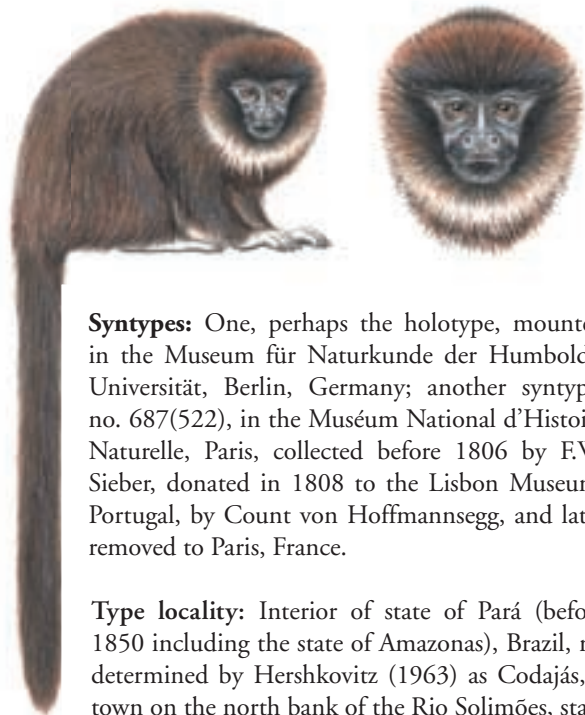 Syntypes: One, perhaps the holotype, mounte
in the Museum für Naturkunde der Humbold
Universität, Berlin, Germany; another syntyp
no. 687(522), in the Muséum National d'Histoi
Naturelle, Paris, collected before 1806 by F.V
Sieber, donated in 1808 to the Lisbon Museum
Portugal, by Count von Hoffmannsegg, and lat
removed to Paris, France.
Type locality: Interior of state of Pará (befo
1850 including the state of Amazonas), Brazil, r
determined by Hershkovitz (1963) as Codajás,
town on the north bank of the Rio Solimões, sta